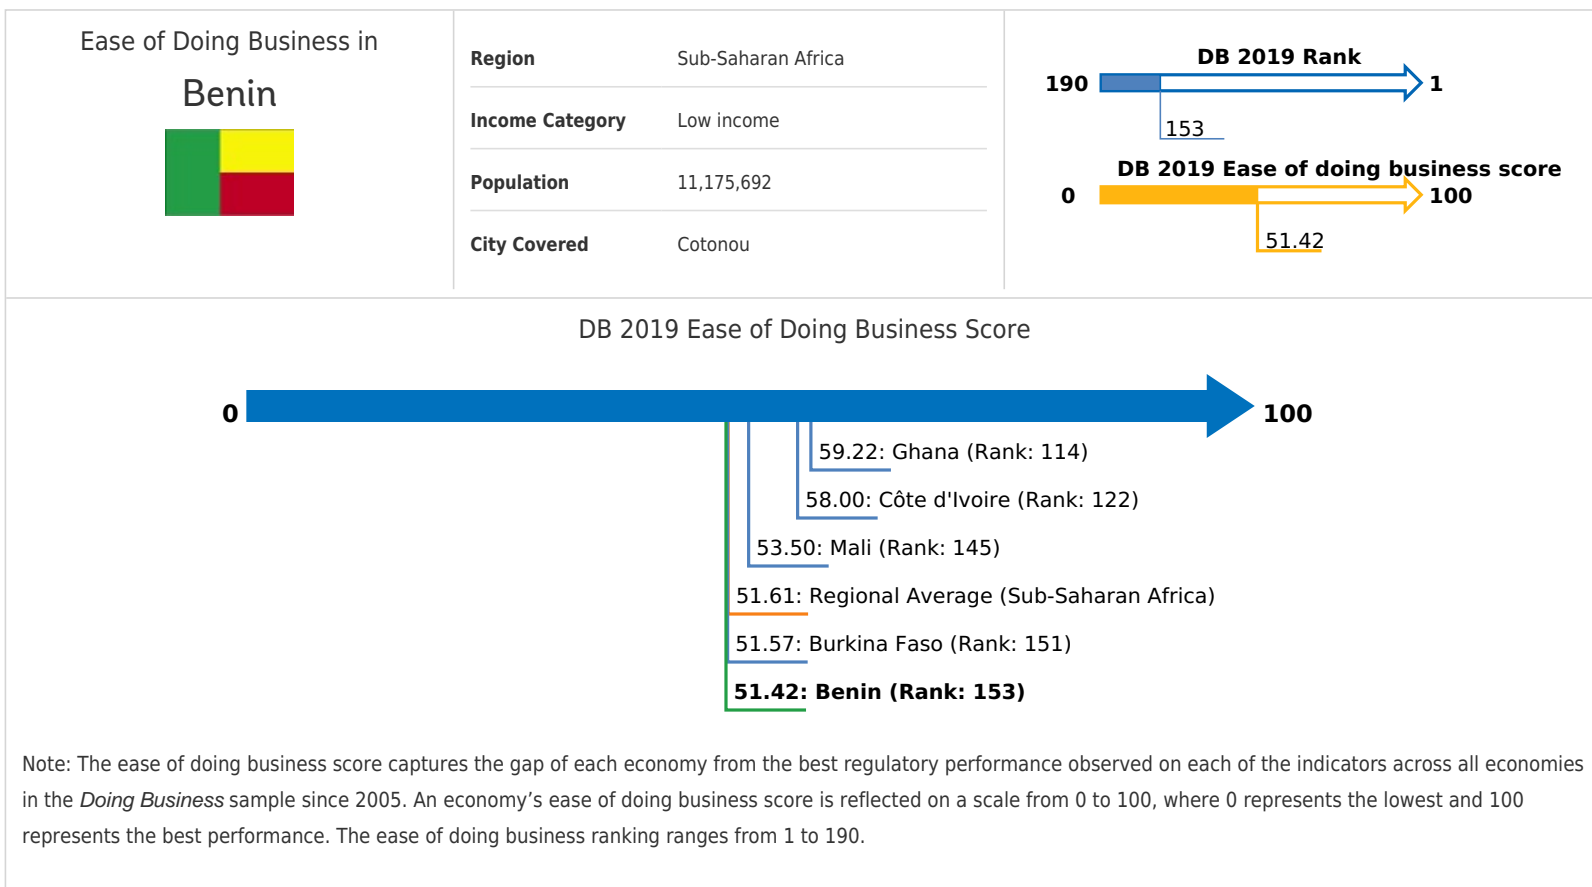 Ease of Doing Business in
Benin
Region Sub-Saharan Africa
Income Category Low income
Population 11,175,692
City Covered Cotonou
DB 2019 Rank
190 1
153
DB 2019 Ease of doing business score
0 100
51.42
DB 2019 Ease of Doing Business Score
0 100
59.22: Ghana (Rank: 114)
58.00: Côte d'Ivoire (Rank: 122)
53.50: Mali (Rank: 145)
51.61: Regional Average (Sub-Saharan Africa)
51.57: Burkina Faso (Rank: 151)
51.42: Benin (Rank: 153)
Note: The ease of doing business score captures the gap of each economy from the best regulatory performance observed on each of the indicators across all economies
in the Doing Business sample since 2005. An economy’s ease of doing business score is reflected on a scale from 0 to 100, where 0 represents the lowest and 100
represents the best performance. The ease of doing business ranking ranges from 1 to 190.